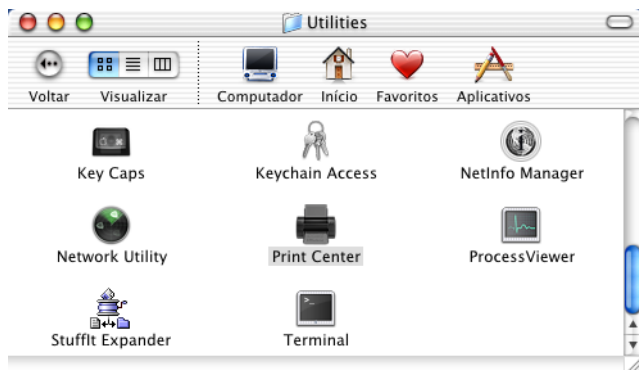 Utilities
Voltar Visualizar Computador Início Favoritos Aplicativos
Key Caps Keychain Access NetInfo Manager
Network Utility Print Center ProcessViewer
StuffIt Expander Terminal